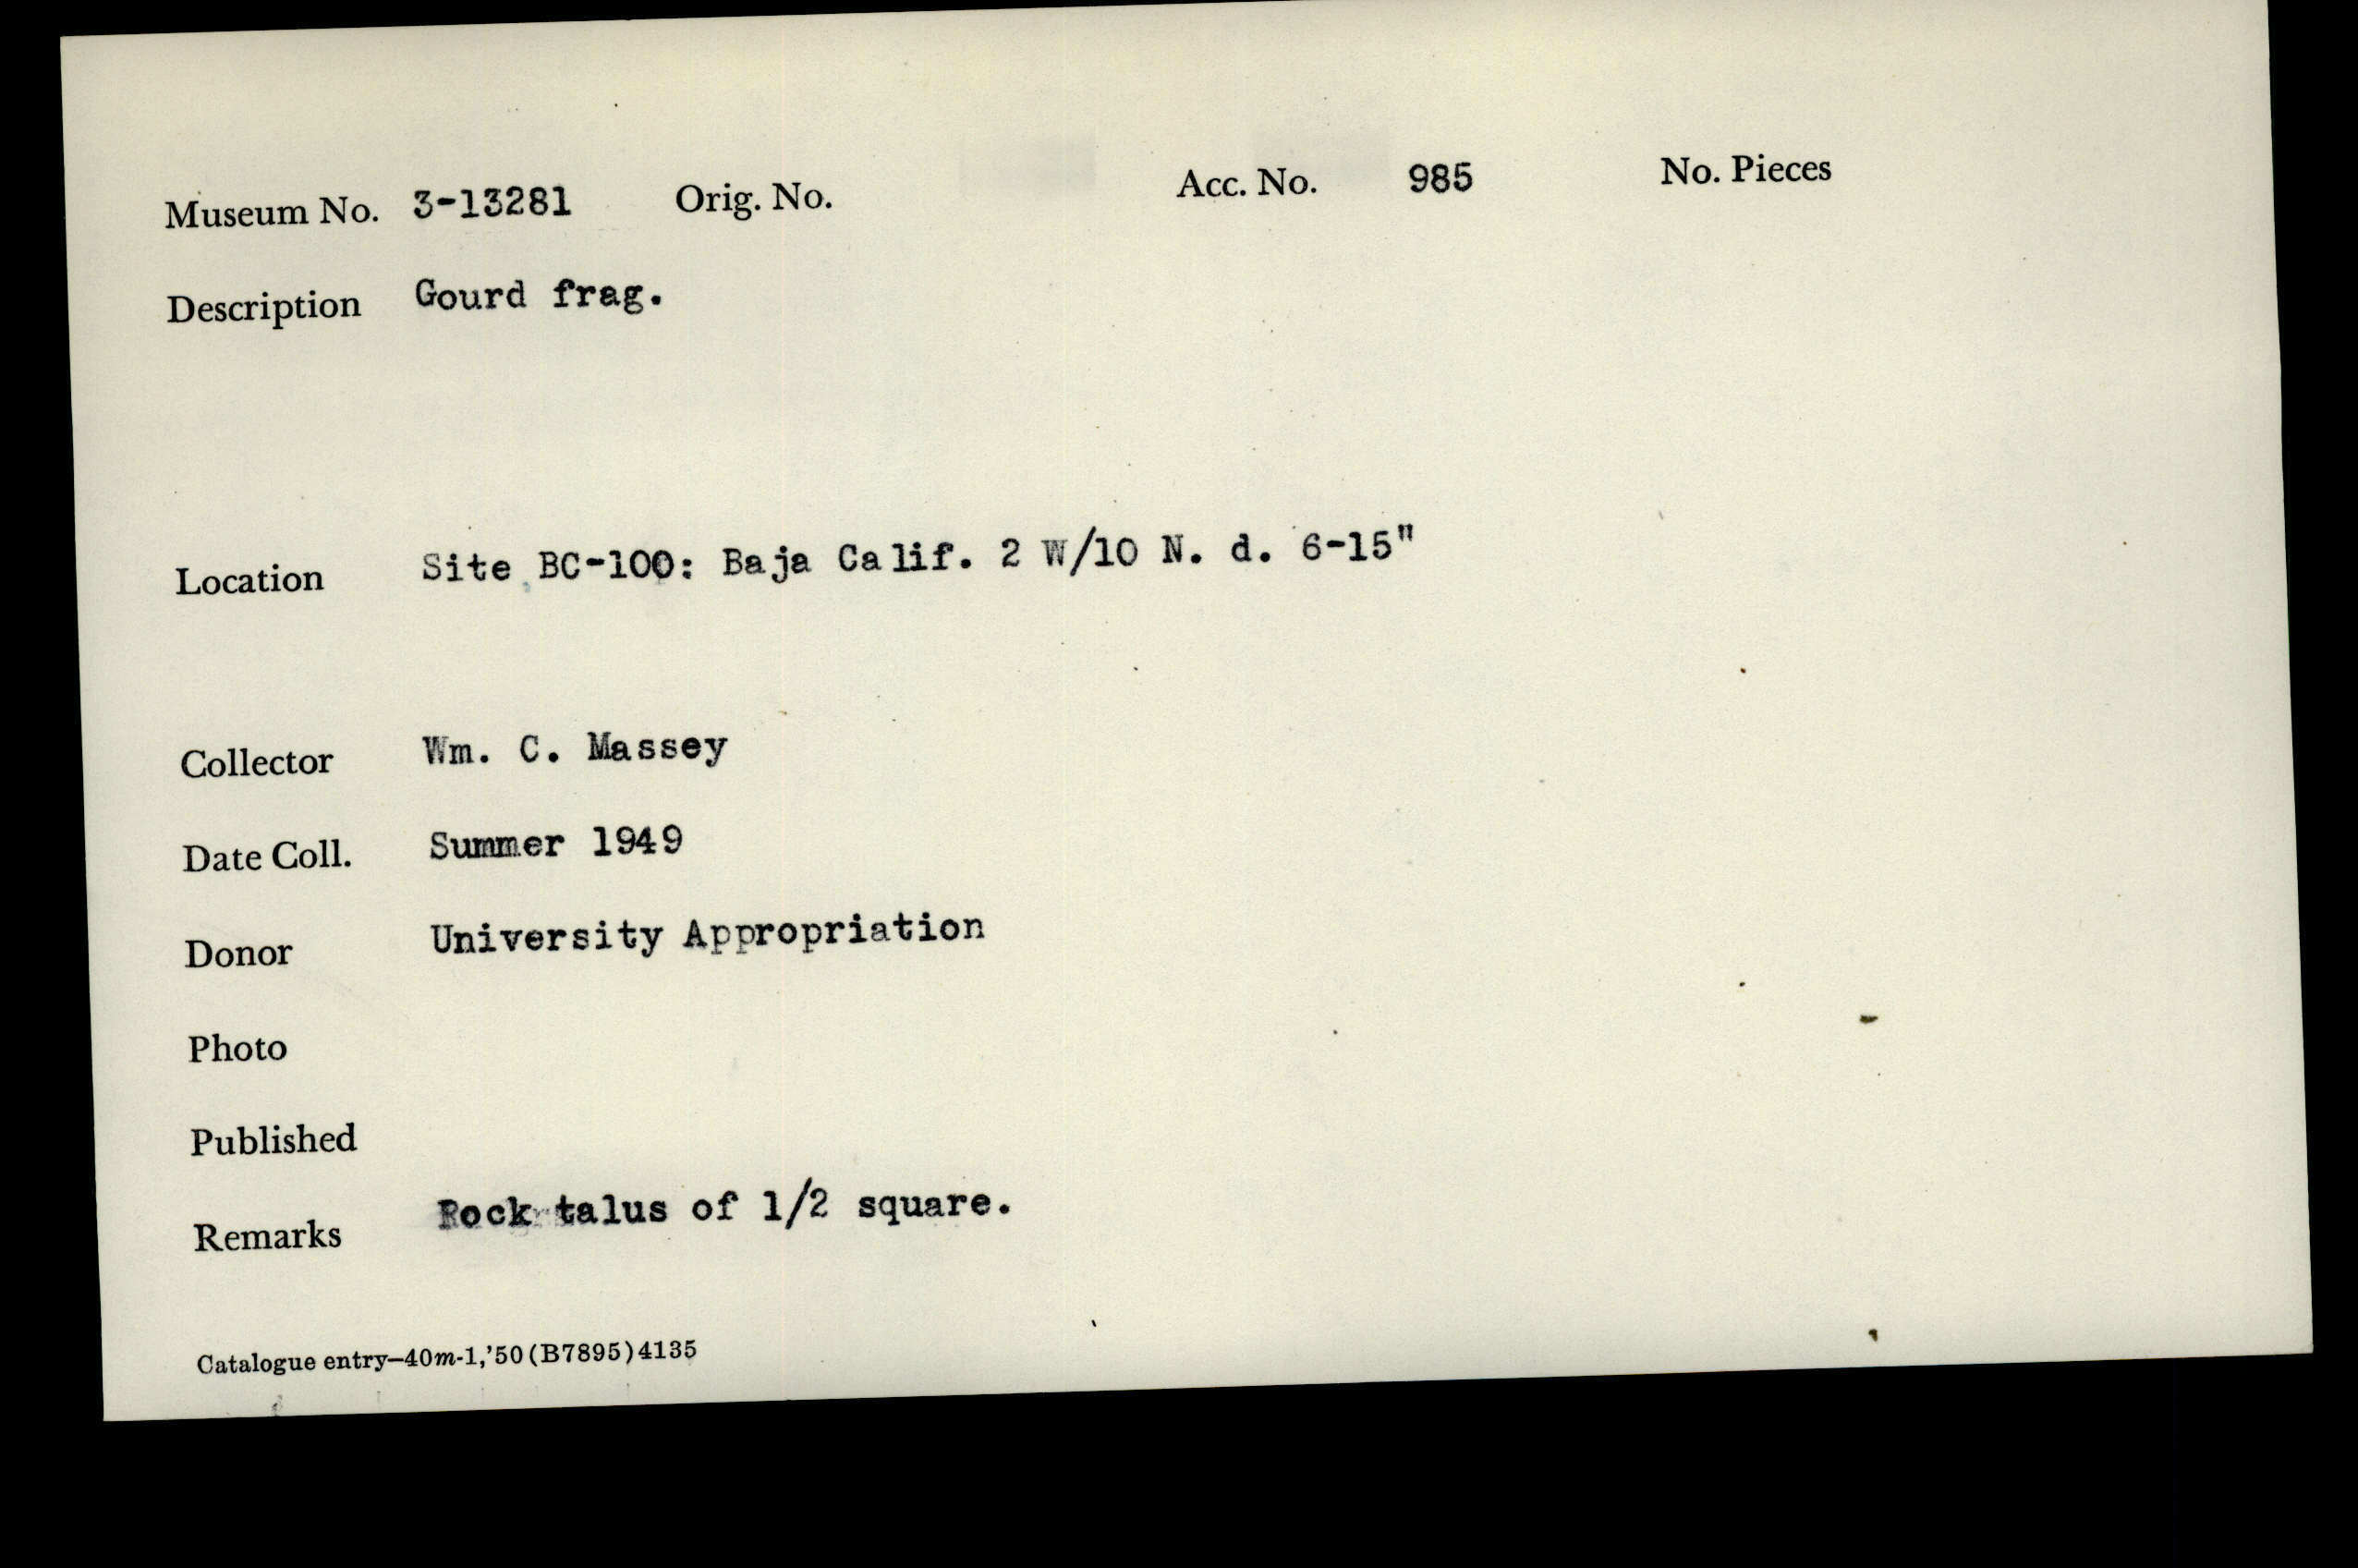 Museum No. 3-13281 Orig. No. Acc. No. 985 No. Pieces
Description Gourd frag.
Location Site BC-100: Baja Calif. 2 W/10 N. d. 6-15"
Collector Wm. C. Massey
Date Coll. Summer 1949
Donor University Appropriation
Photo
Published
Remarks Rock talus of 1/2 square.
Catalogue entry—40m-1,'50(B7895)4135